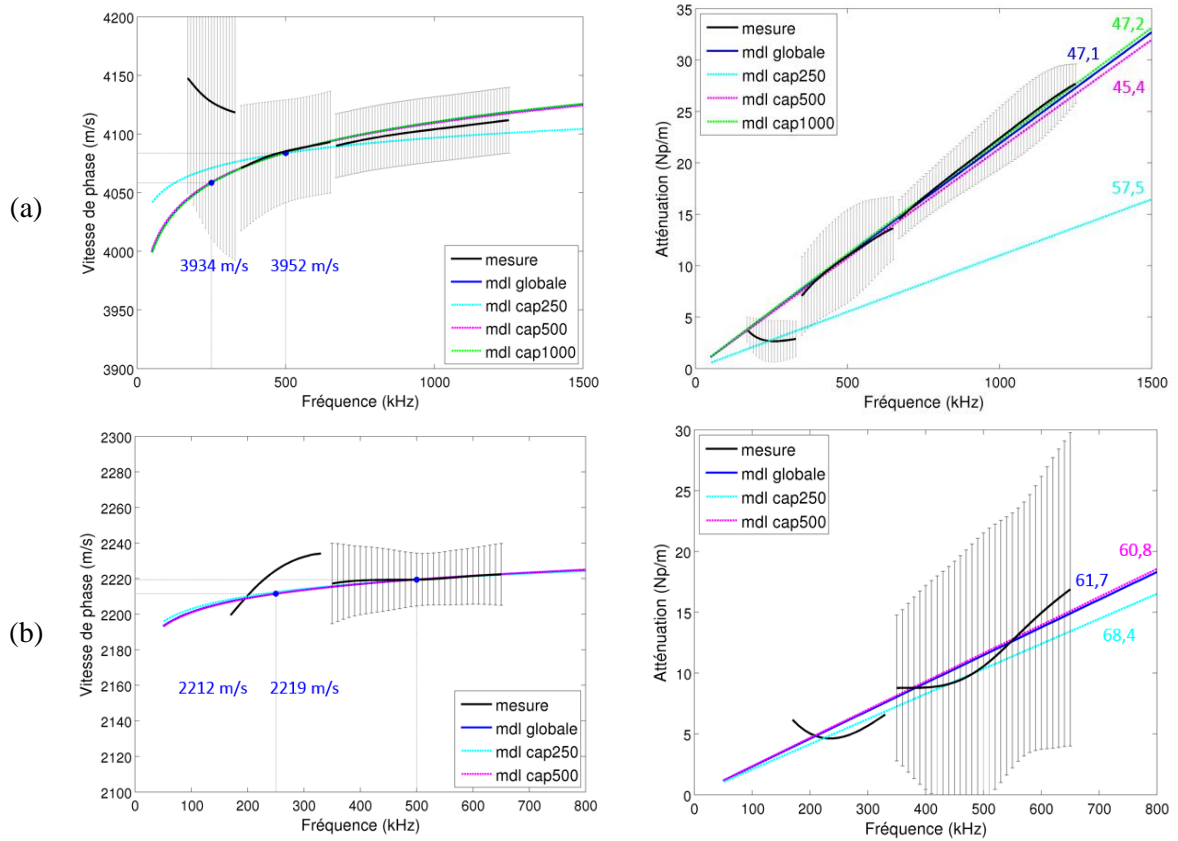 (a)
4200
4150
4100
4050
4000
3950
3900
Vitesse de phase (m/s)
3934 m/s
3952 m/s
mesure
mdl globale
mdl cap250
mdl cap500
mdl cap1000
0
500
1000
1500
Fréquence (kHz)
35
30
25
20
15
10
5
0
Atténuation (Np/m)
mesure
mdl globale
mdl cap250
mdl cap500
mdl cap1000
47,2
47,1
45,4
57,5
500
1000
1500
Fréquence (kHz)
(b)
2300
2280
2260
2240
2220
2200
2180
2160
2140
2120
2100
Vitesse de phase (m/s)
2212 m/s
2219 m/s
mesure
mdl globale
mdl cap250
mdl cap500
0
100
200
300
400
500
600
700
800
Fréquence (kHz)
30
25
20
15
10
5
0
Atténuation (Np/m)
mesure
mdl globale
mdl cap250
mdl cap500
60,8
61,7
68,4
100
200
300
400
500
600
700
800
Fréquence (kHz)